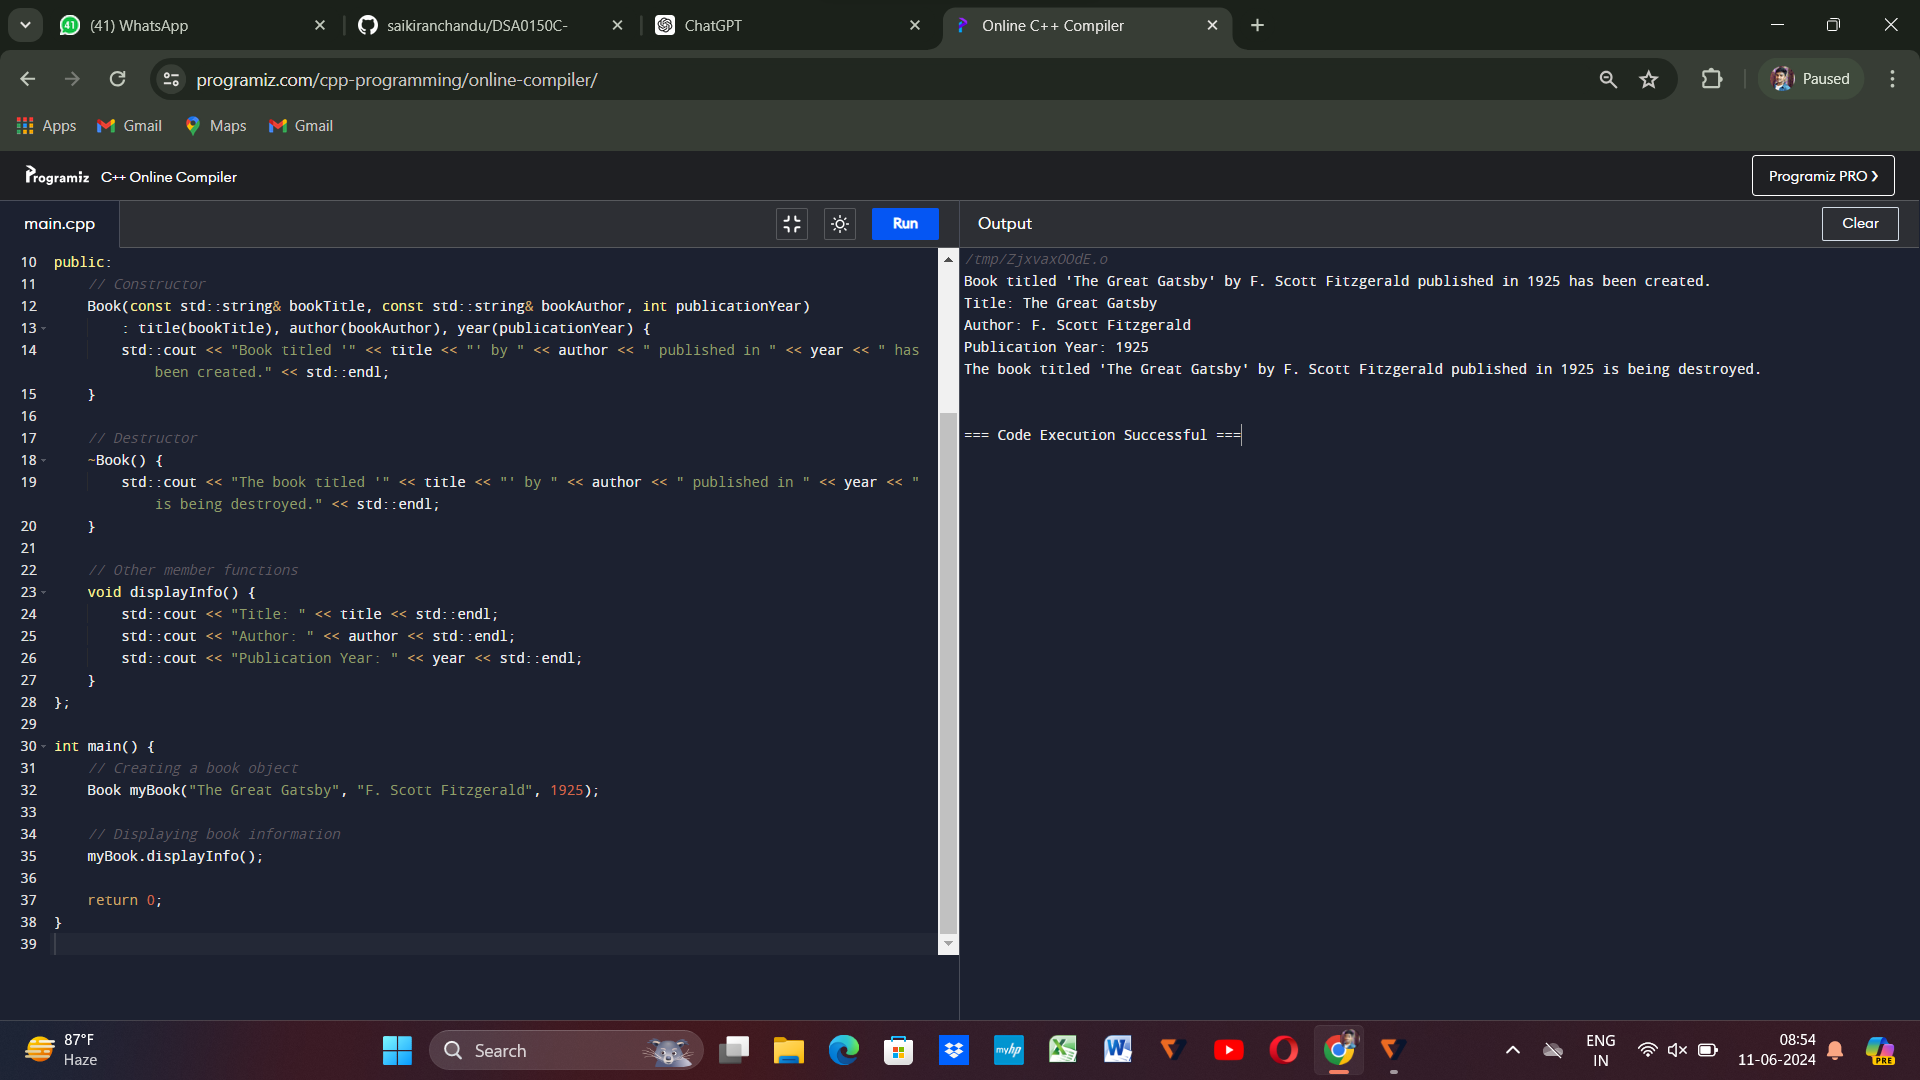 (41) WhatsApp
saikiranchandu/DSA0150C-
ChatGPT
Online C++ Compiler
programiz.com/cpp-programming/online-compiler/
Paused
Apps
Gmail
Maps
Gmail
Programiz
C++ Online Compiler
Programiz PRO ❯
main.cpp
Run
Output
Clear
10 public:
11 // Constructor
12 Book(const std::string& bookTitle, const std::string& bookAuthor, int publicationYear)
13 : title(bookTitle), author(bookAuthor), year(publicationYear) {
14 std::cout << "Book titled '" << title << "' by " << author << " published in " << year << " has
been created." << std::endl;
15 }
16
17 // Destructor
18 ~Book() {
19 std::cout << "The book titled '" << title << "' by " << author << " published in " << year << "
is being destroyed." << std::endl;
20 }
21
22 // Other member functions
23 void displayInfo() {
24 std::cout << "Title: " << title << std::endl;
25 std::cout << "Author: " << author << std::endl;
26 std::cout << "Publication Year: " << year << std::endl;
27 }
28 };
29
30 int main() {
31 // Creating a book object
32 Book myBook("The Great Gatsby", "F. Scott Fitzgerald", 1925);
33
34 // Displaying book information
35 myBook.displayInfo();
36
37 return 0;
38 }
39
/tmp/ZjxvaxOOdE.o
Book titled 'The Great Gatsby' by F. Scott Fitzgerald published in 1925 has been created.
Title: The Great Gatsby
Author: F. Scott Fitzgerald
Publication Year: 1925
The book titled 'The Great Gatsby' by F. Scott Fitzgerald published in 1925 is being destroyed.
=== Code Execution Successful ===
87°F
Haze
Search
myhp
ENG
IN
08:54
11-06-2024
PRE